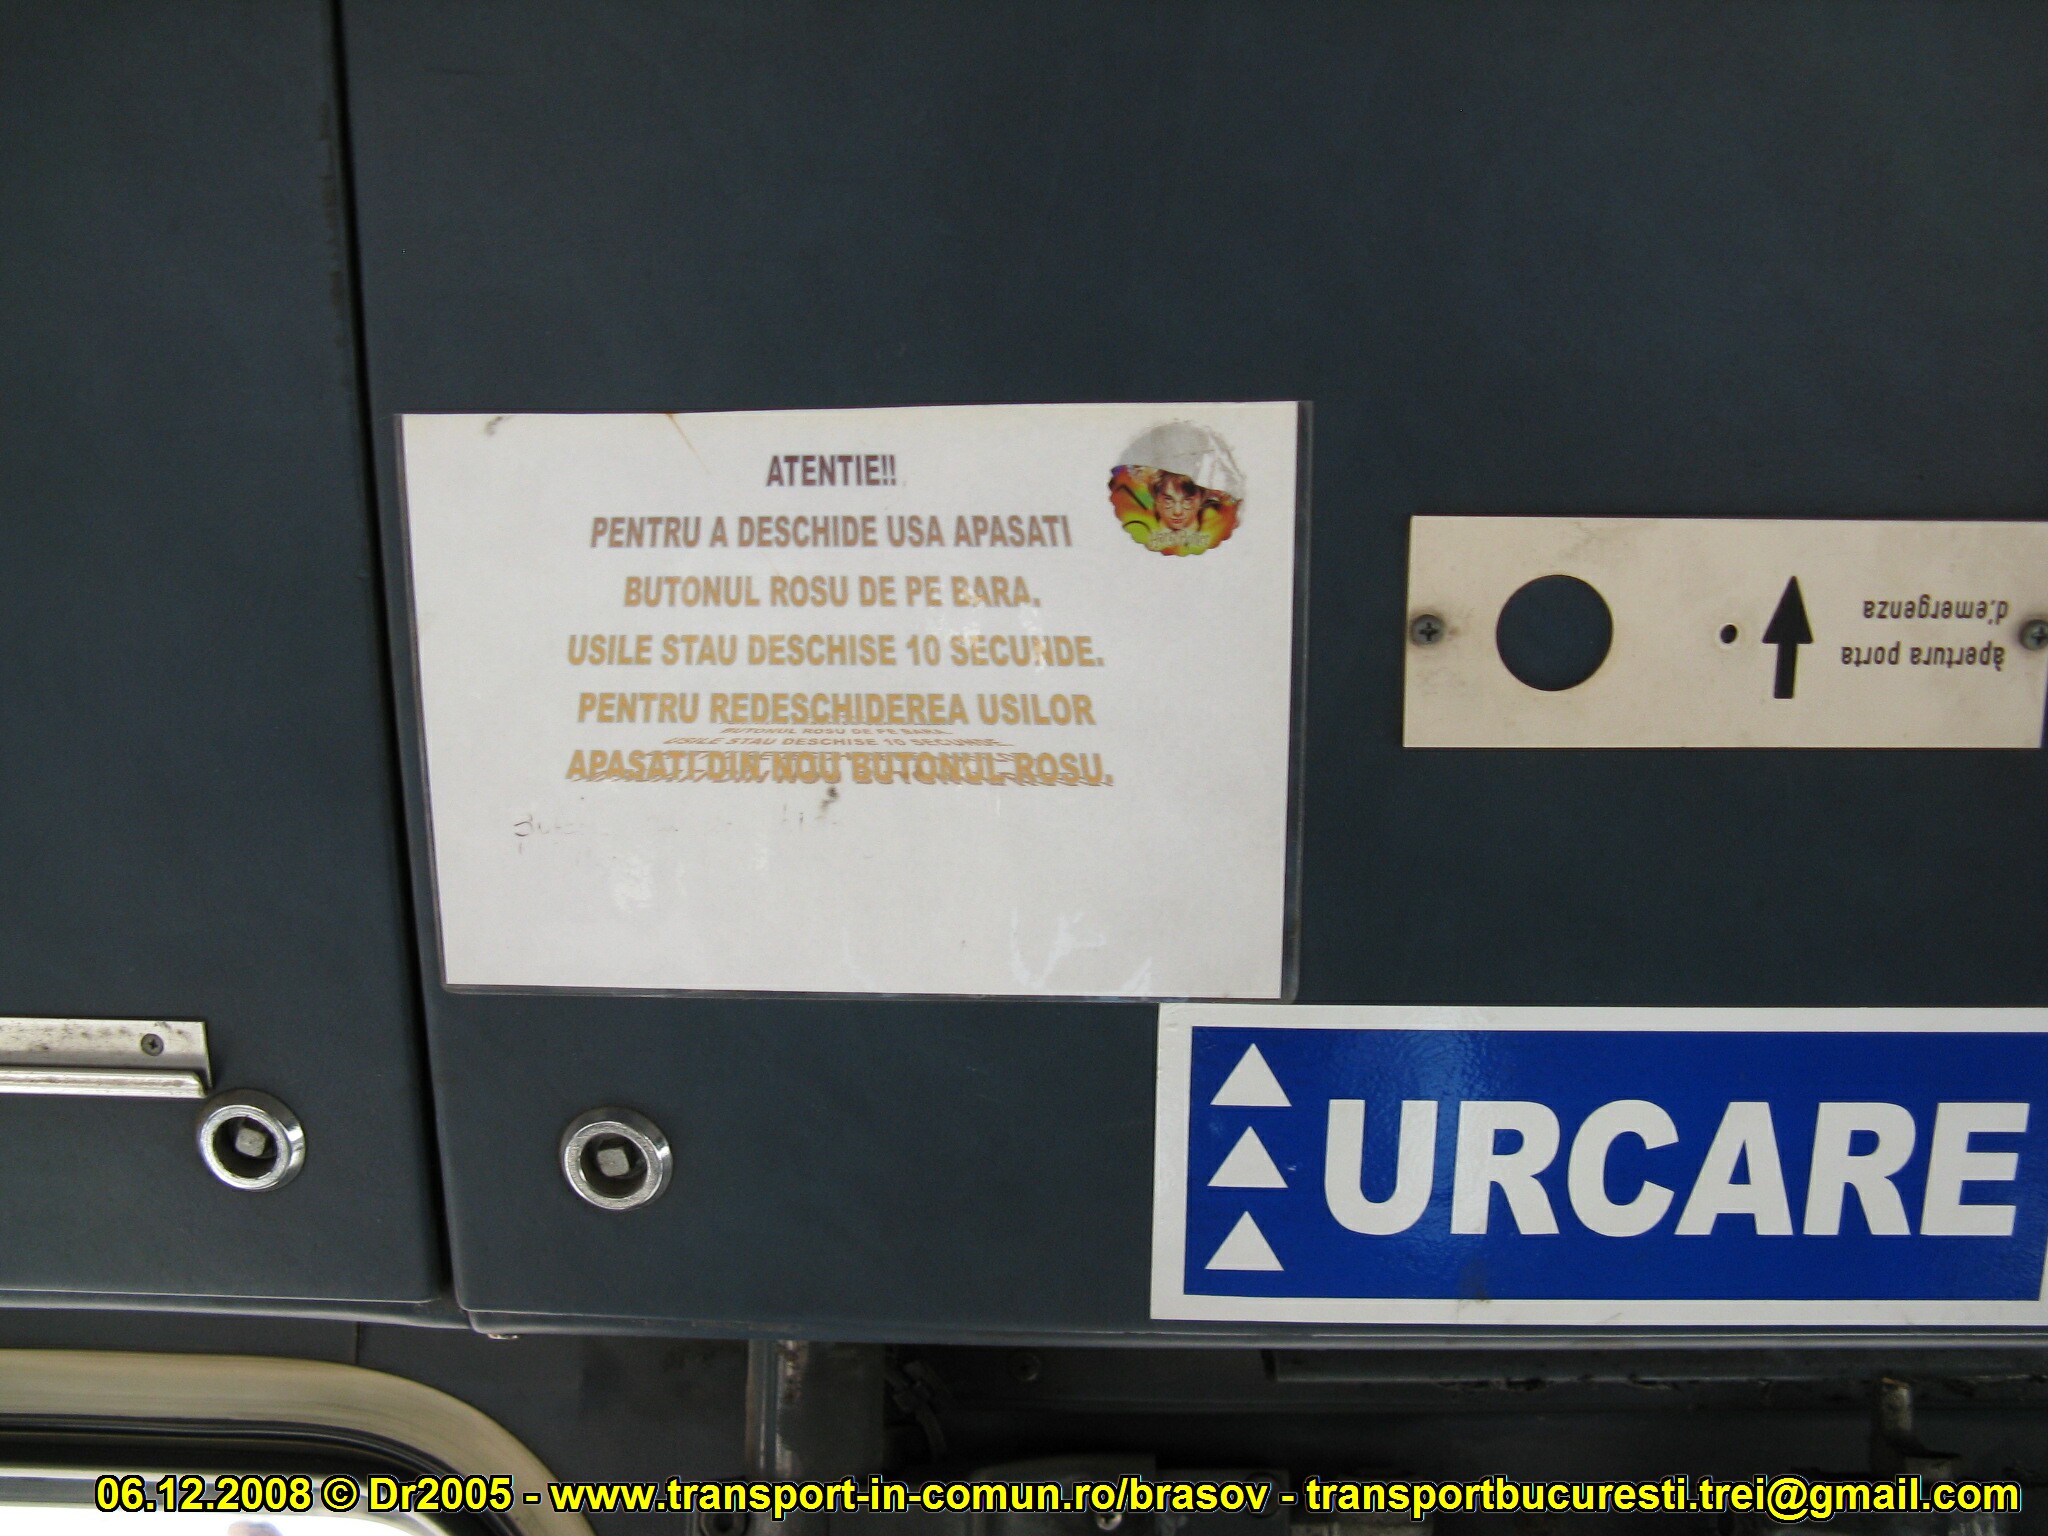 ATENTIE!!
PENTRU A DESCHIDE USA APASATI
BUTONUL ROSU DE PE BARA.
USILE STAU DESCHISE 10 SECUNDE.
PENTRU REDESCHIDEREA USILOR
BUTONUL ROSU DE PE BARA.
USILE STAU DESCHISE 10 SECUNDE.
APASATI DIN NOU BUTONUL ROSU.
àpertura porta
d'emergenza
URCARE
06.12.2008 © Dr2005 - www.transport-in-comun.ro/brasov - transportbucuresti.trei@gmail.com